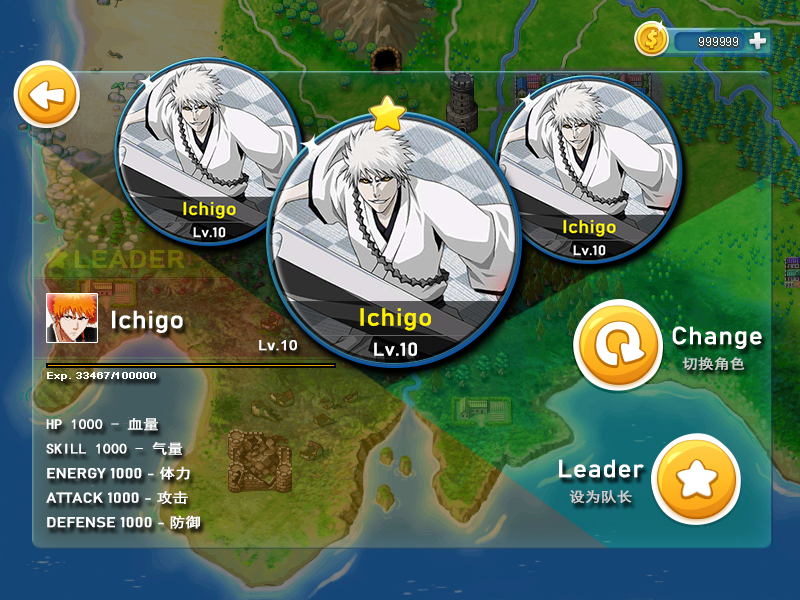 999999
Ichigo
Lv.10
Ichigo
Lv.10
Ichigo
Lv.10
LEADER
Ichigo
Lv.10
Exp. 33467/100000
HP 1000 - 血量
SKILL 1000 - 气量
ENERGY 1000 - 体力
ATTACK 1000 - 攻击
DEFENSE 1000 - 防御
Change
切换角色
Leader
设为队长